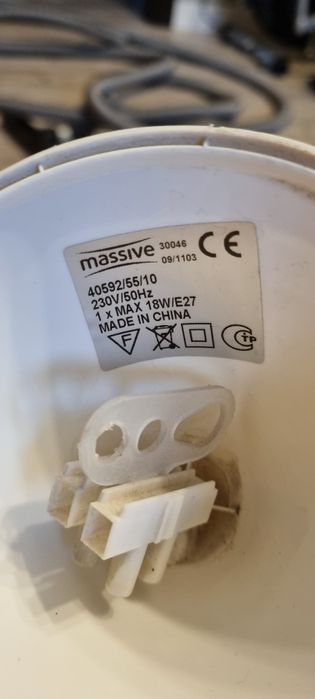 massive 30046 CE
09/1103
40592/55/10
230V/50Hz
1 x MAX 18W/E27
MADE IN CHINA
F